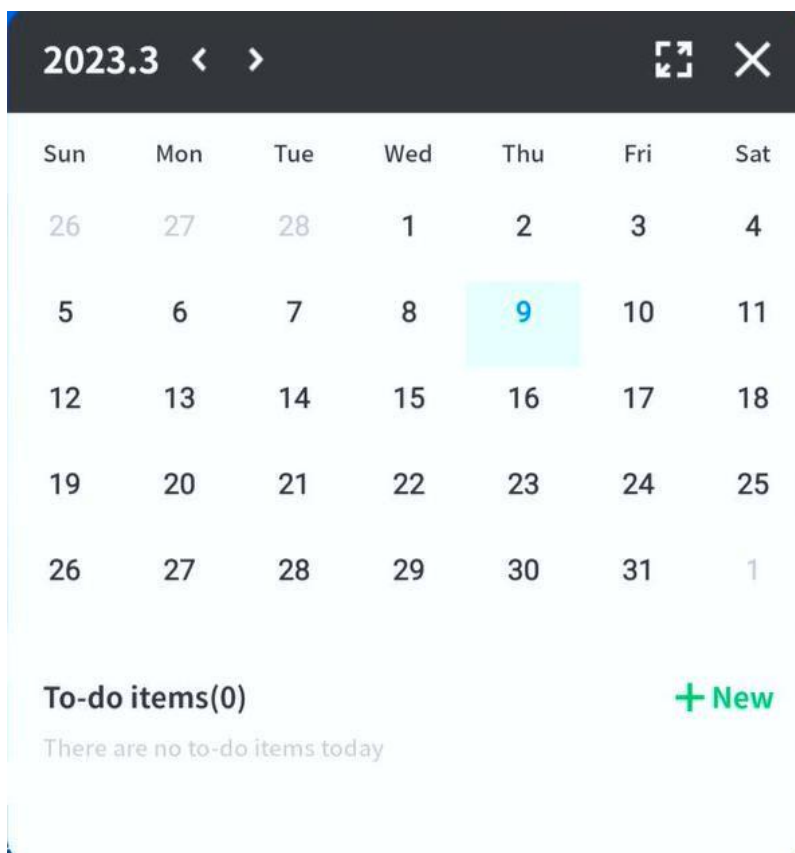 2023.3 < >
Sun Mon Tue Wed Thu Fri Sat
26 27 28 1 2 3 4
5 6 7 8 9 10 11
12 13 14 15 16 17 18
19 20 21 22 23 24 25
26 27 28 29 30 31 1
To-do items(0) +New
There are no to-do items today